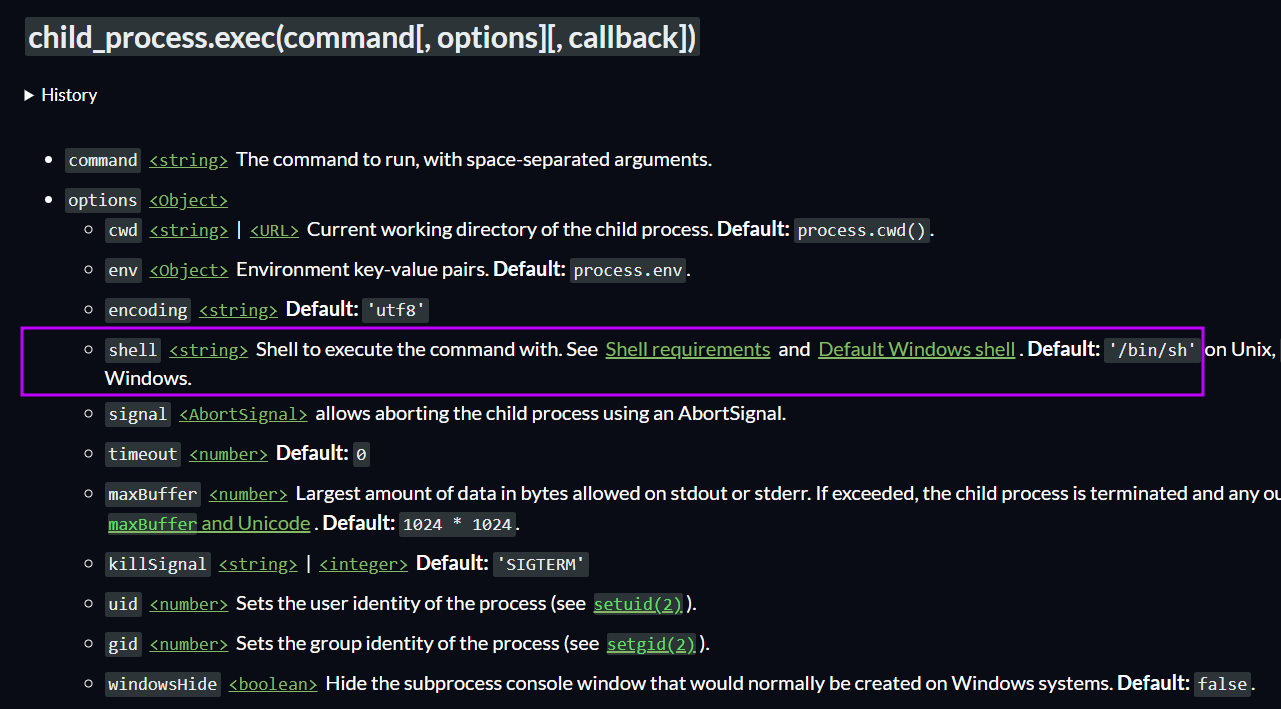 child_process.exec(command[, options][, callback])
▶ History
• command <string> The command to run, with space-separated arguments.
• options <Object>
◦ cwd <string> | <URL> Current working directory of the child process. Default: process.cwd().
◦ env <Object> Environment key-value pairs. Default: process.env.
◦ encoding <string> Default: 'utf8'
◦ shell <string> Shell to execute the command with. See Shell requirements and Default Windows shell . Default: '/bin/sh' on Unix,
Windows.
◦ signal <AbortSignal> allows aborting the child process using an AbortSignal.
◦ timeout <number> Default: 0
◦ maxBuffer <number> Largest amount of data in bytes allowed on stdout or stderr. If exceeded, the child process is terminated and any ou
maxBuffer and Unicode . Default: 1024 * 1024.
◦ killSignal <string> | <integer> Default: 'SIGTERM'
◦ uid <number> Sets the user identity of the process (see setuid(2) ).
◦ gid <number> Sets the group identity of the process (see setgid(2) ).
◦ windowsHide <boolean> Hide the subprocess console window that would normally be created on Windows systems. Default: false.